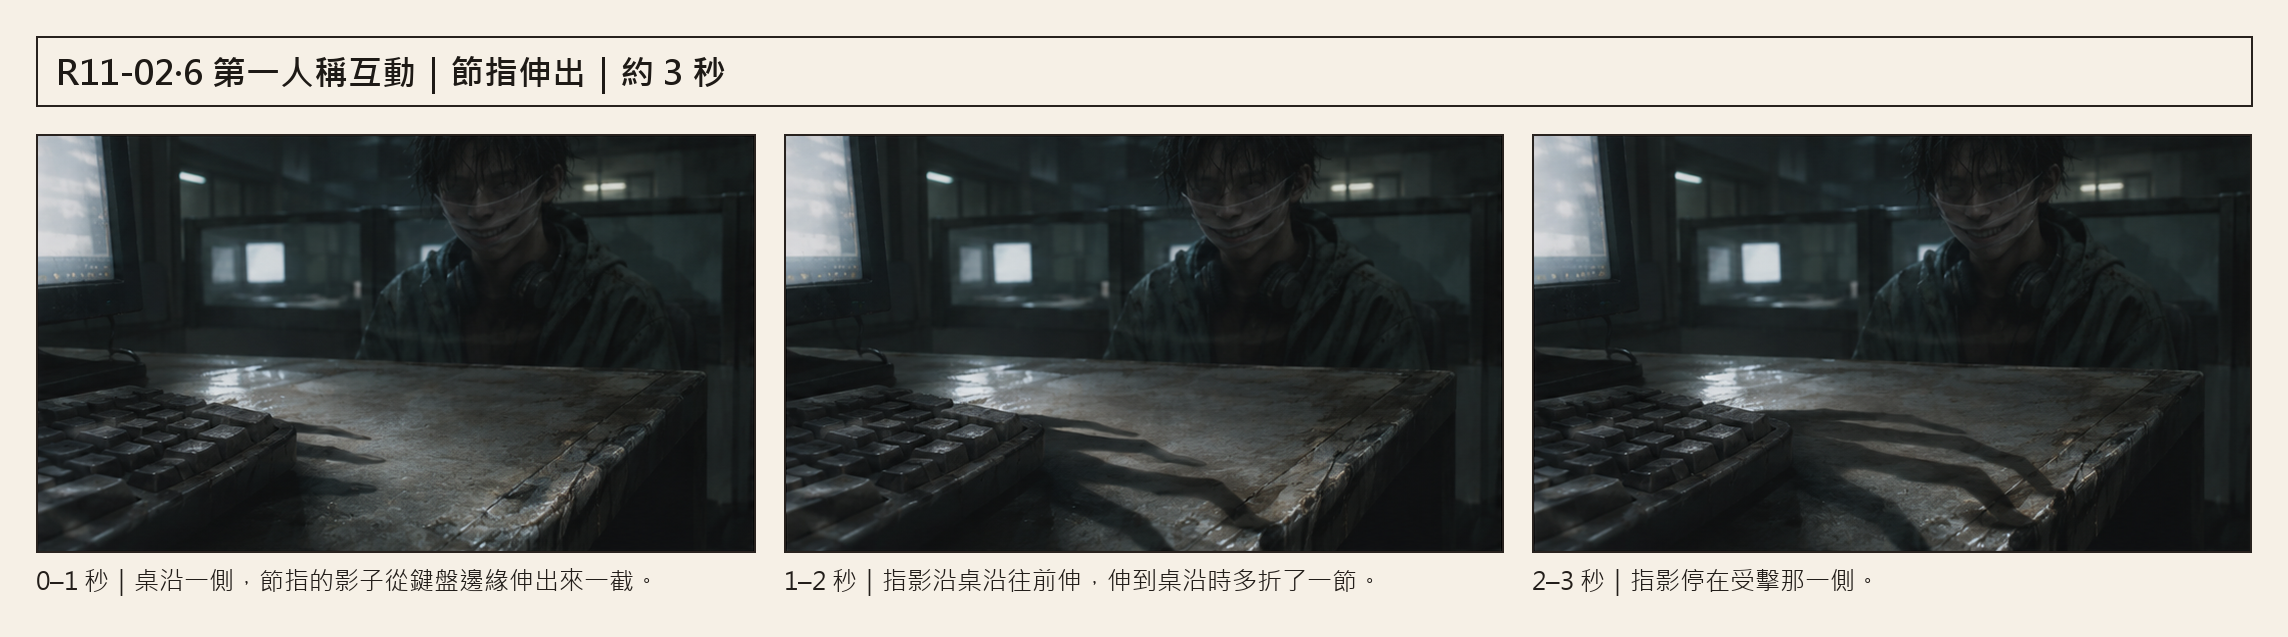 R11-02·6 第一人稱互動｜節指伸出｜約 3 秒
0–1 秒｜桌沿一側，節指的影子從鍵盤邊緣伸出來一截。
1–2 秒｜指影沿桌沿往前伸，伸到桌沿時多折了一節。
2–3 秒｜指影停在受擊那一側。